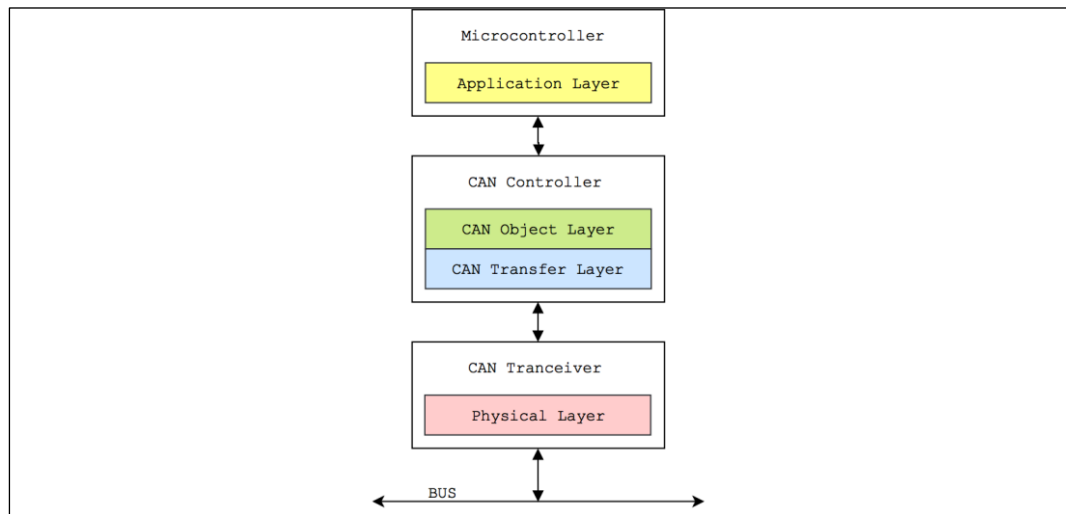 Microcontroller
Application Layer
CAN Controller
CAN Object Layer
CAN Transfer Layer
CAN Tranceiver
Physical Layer
BUS